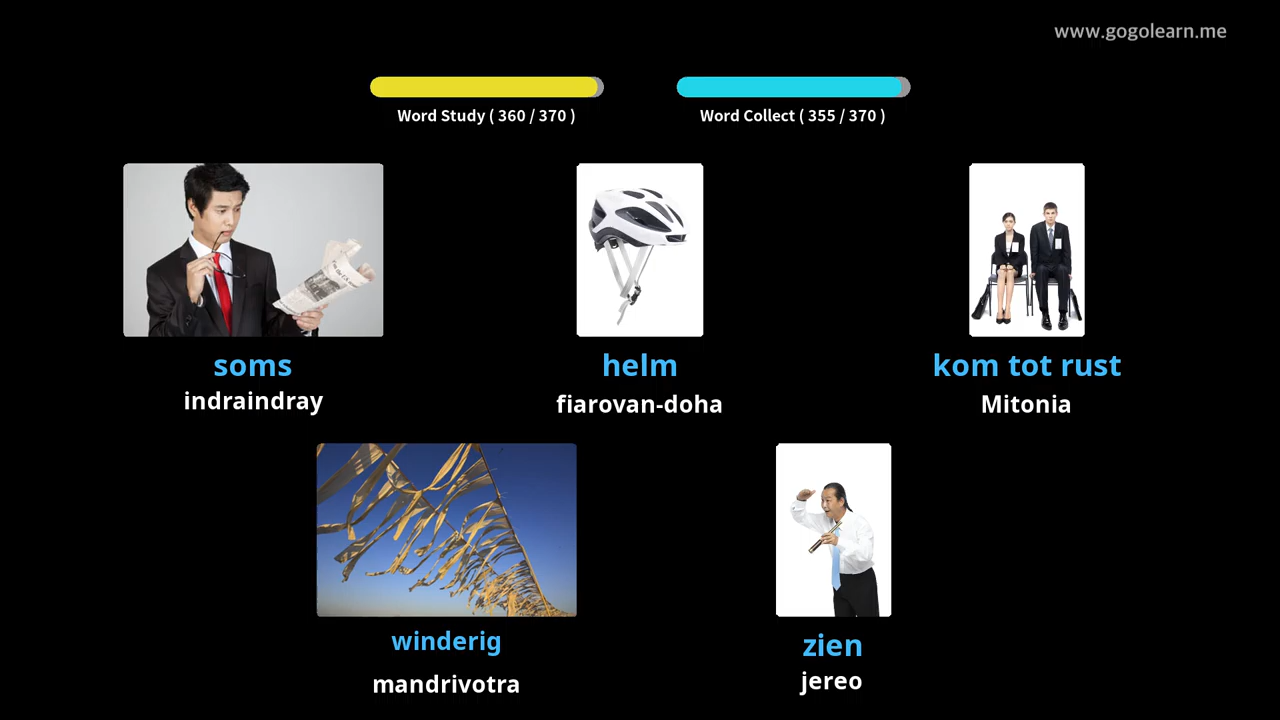 www.gogolearn.me
Word Study ( 360 / 370 )
Word Collect ( 355 / 370 )
soms
indraindray
helm
fiarovan-doha
kom tot rust
Mitonia
winderig
mandrivotra
zien
jereo